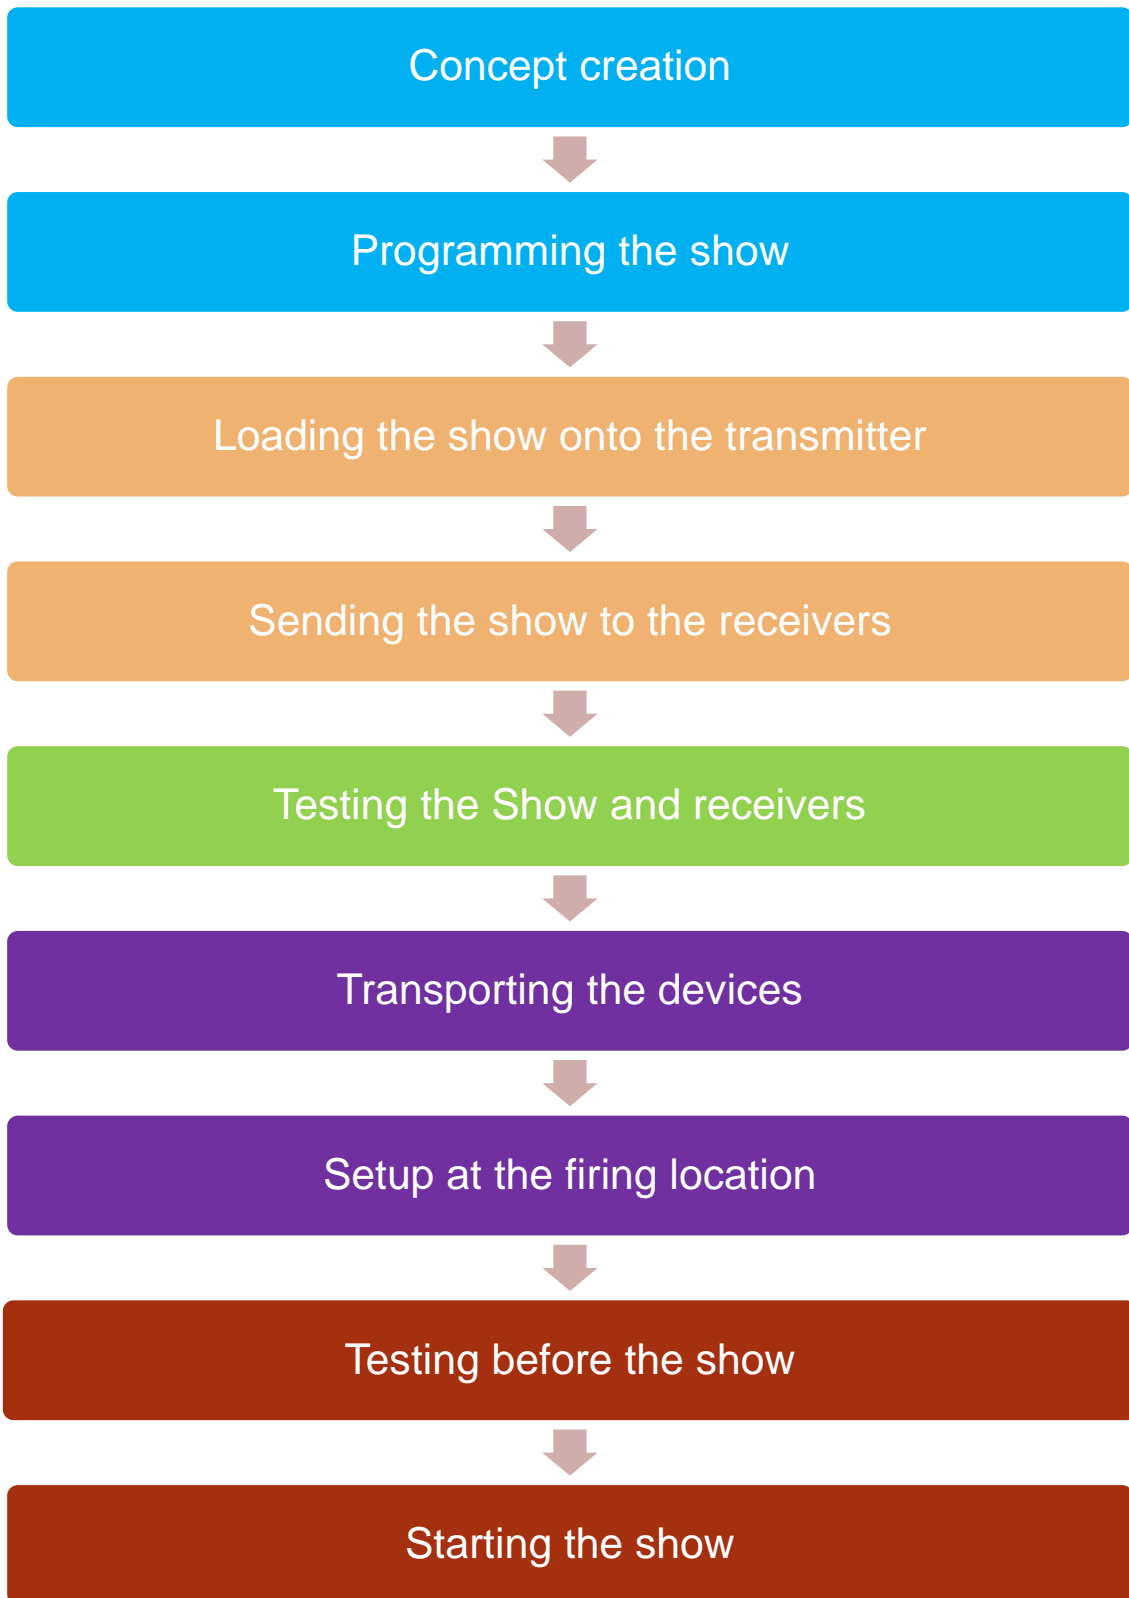 Concept creation
Programming the show
Loading the show onto the transmitter
Sending the show to the receivers
Testing the Show and receivers
Transporting the devices
Setup at the firing location
Testing before the show
Starting the show